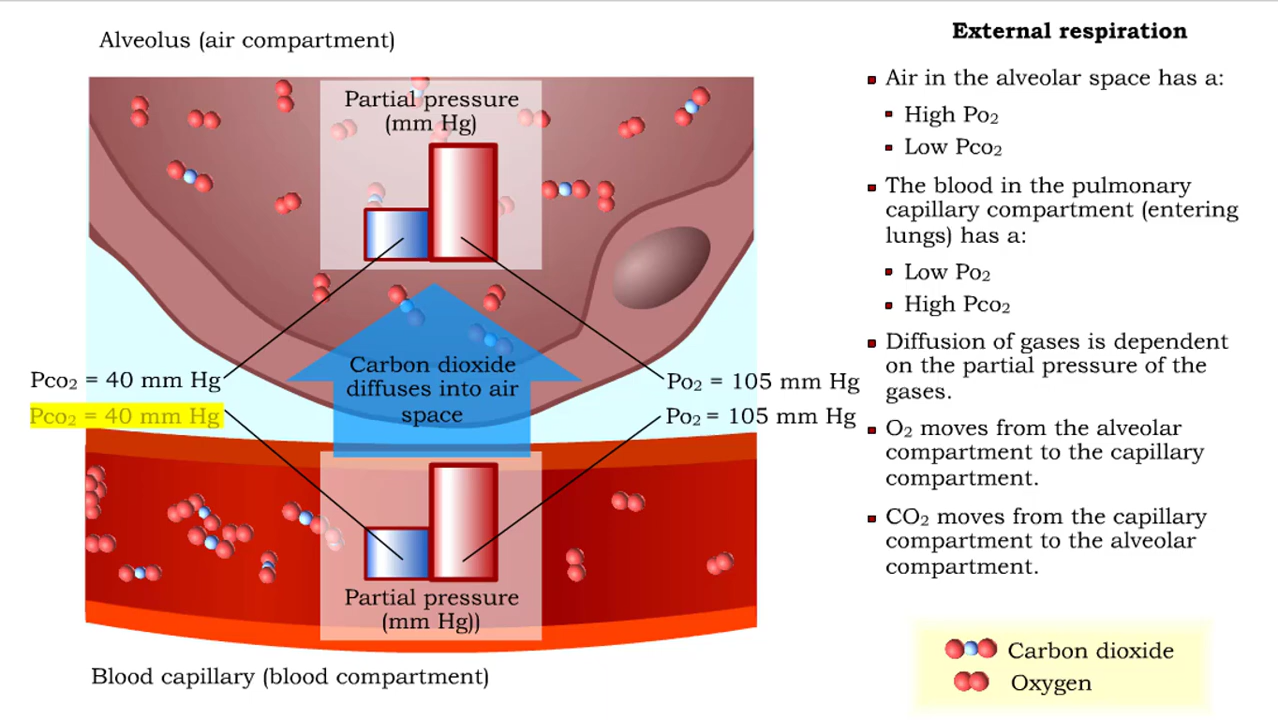 Alveolus (air compartment)
Partial pressure
(mm Hg)
Carbon dioxide
diffuses into air
space
Pco₂ = 40 mm Hg
Pco₂ = 40 mm Hg
Po₂ = 105 mm Hg
Po₂ = 105 mm Hg
Partial pressure
(mm Hg))
Blood capillary (blood compartment)
External respiration
Air in the alveolar space has a:
High Po₂
Low Pco₂
The blood in the pulmonary
capillary compartment (entering
lungs) has a:
Low Po₂
High Pco₂
Diffusion of gases is dependent
on the partial pressure of the
gases.
O₂ moves from the alveolar
compartment to the capillary
compartment.
CO₂ moves from the capillary
compartment to the alveolar
compartment.
Carbon dioxide
Oxygen